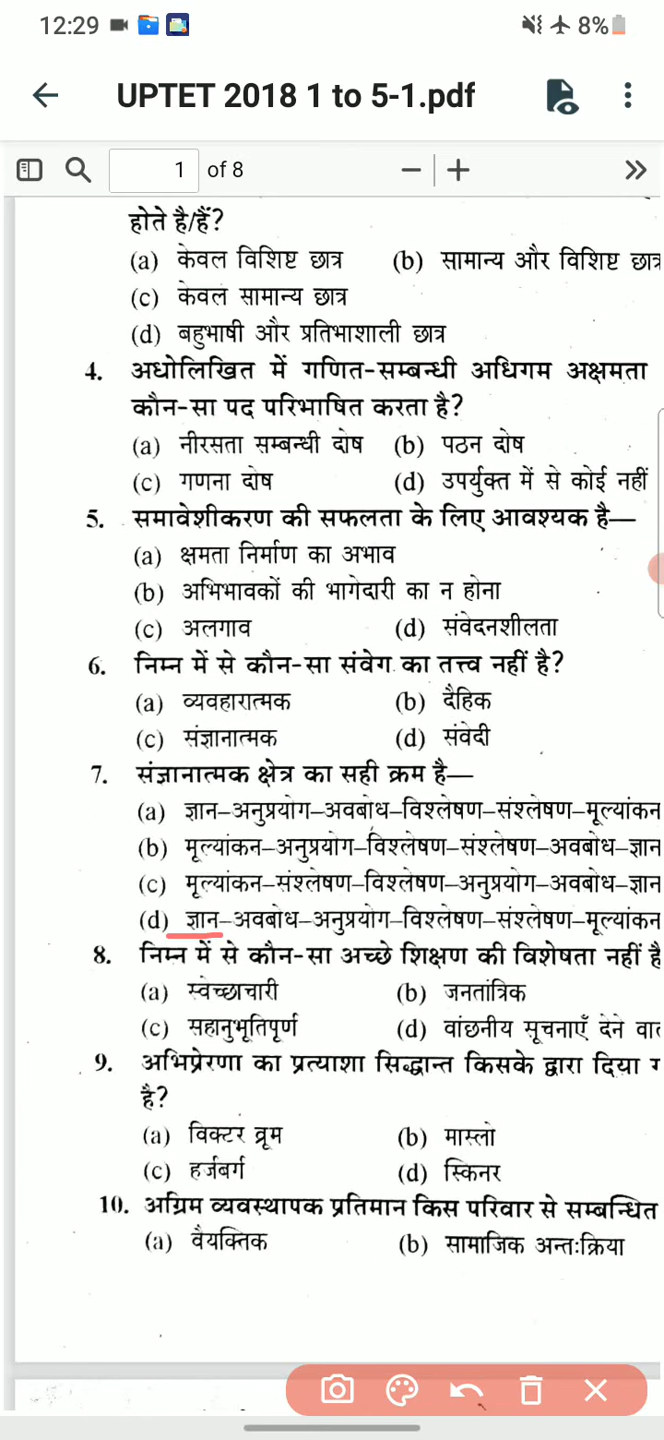 12:29
8%
UPTET 2018 1 to 5-1.pdf
1 of 8
होते है/हैं?
(a) केवल विशिष्ट छात्र (b) सामान्य और विशिष्ट छात्र
(c) केवल सामान्य छात्र
(d) बहुभाषी और प्रतिभाशाली छात्र
4. अधोलिखित में गणित-सम्बन्धी अधिगम अक्षमता
कौन-सा पद परिभाषित करता है?
(a) नीरसता सम्बन्धी दोष (b) पठन दोष
(c) गणना दोष (d) उपर्युक्त में से कोई नहीं
5. समावेशीकरण की सफलता के लिए आवश्यक है—
(a) क्षमता निर्माण का अभाव
(b) अभिभावकों की भागेदारी का न होना
(c) अलगाव (d) संवेदनशीलता
6. निम्न में से कौन-सा संवेग का तत्त्व नहीं है?
(a) व्यवहारात्मक (b) दैहिक
(c) संज्ञानात्मक (d) संवेदी
7. संज्ञानात्मक क्षेत्र का सही क्रम है—
(a) ज्ञान–अनुप्रयोग–अवबोध–विश्लेषण–संश्लेषण–मूल्यांकन
(b) मूल्यांकन–अनुप्रयोग–विश्लेषण–संश्लेषण–अवबोध–ज्ञान
(c) मूल्यांकन–संश्लेषण–विश्लेषण–अनुप्रयोग–अवबोध–ज्ञान
(d) ज्ञान–अवबोध–अनुप्रयोग–विश्लेषण–संश्लेषण–मूल्यांकन
8. निम्न में से कौन-सा अच्छे शिक्षण की विशेषता नहीं है
(a) स्वेच्छाचारी (b) जनतांत्रिक
(c) सहानुभूतिपूर्ण (d) वांछनीय सूचनाएँ देने
9. अभिप्रेरणा का प्रत्याशा सिद्धान्त किसके द्वारा दिया
है?
(a) विक्टर व्रूम (b) मास्लो
(c) हर्जबर्ग (d) स्किनर
10. अग्रिम व्यवस्थापक प्रतिमान किस परिवार से सम्बन्धित
(a) वैयक्तिक (b) सामाजिक अन्तःक्रिया